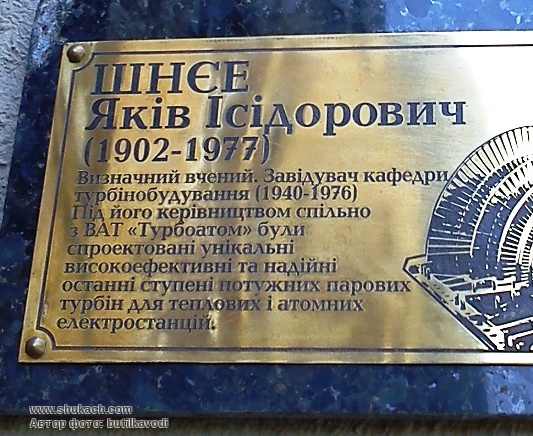 ШНЄЕ
Яків Ісідорович
(1902-1977)
Визначний вчений. Завідувач кафедри
турбінобудування (1940-1976)
Під його керівництвом спільно
з ВАТ «Турбоатом» були
спроектовані унікальні
високоефективні та надійні
останні ступені потужних парових
турбін для теплових і атомних
електростанцій.
www.shukach.com
Автор фото: butilkavodi